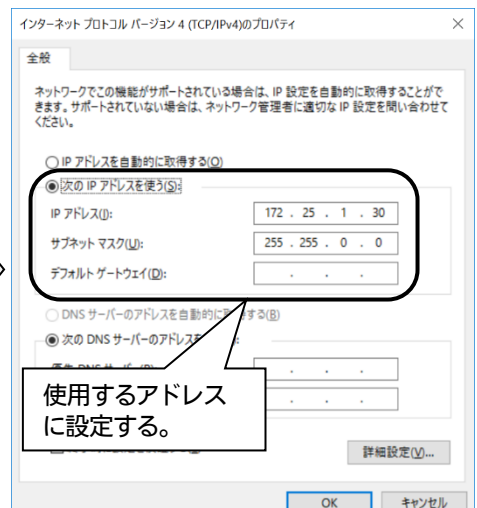 インターネット プロトコル バージョン 4 (TCP/IPv4)のプロパティ
全般
ネットワークでこの機能がサポートされている場合は、IP 設定を自動的に取得することがで
きます。サポートされていない場合は、ネットワーク管理者に適切な IP 設定を問い合わせて
ください。
IP アドレスを自動的に取得する(O)
次の IP アドレスを使う(S):
IP アドレス(I): 172 . 25 . 1 . 30
サブネット マスク(U): 255 . 255 . 0 . 0
デフォルト ゲートウェイ(D): . . .
DNS サーバーのアドレスを自動的に する(B)
次の DNS サーバーのアドレス
. . .
使用するアドレス
に設定する。
. . .
詳細設定(V)...
OK キャンセル